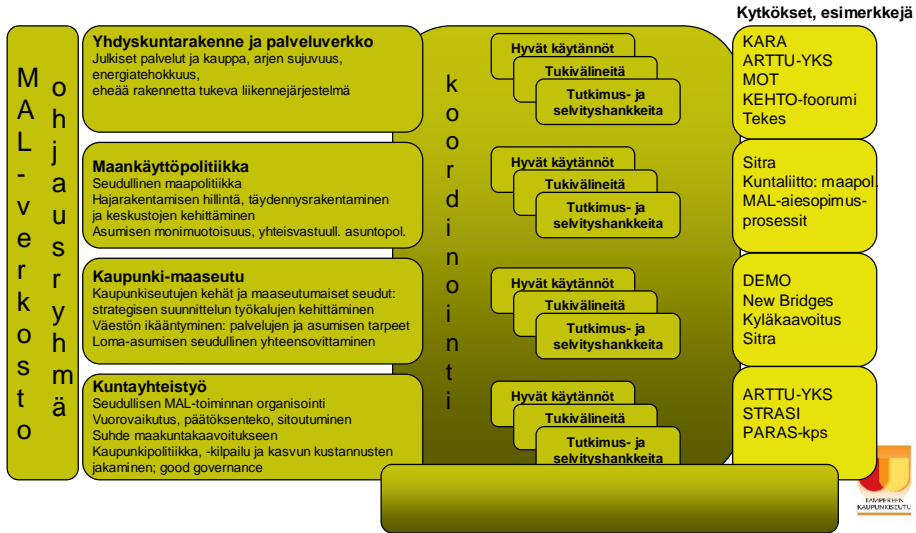 Kytkökset, esimerkkejä
MAL-verkosto
ohjausryhmä
koordinointi
Yhdyskuntarakenne ja palveluverkko
Julkiset palvelut ja kauppa, arjen sujuvuus,
energiatehokkuus,
eheää rakennetta tukeva liikennejärjestelmä
Hyvät käytännöt
Tukivälineitä
Tutkimus- ja
selvityshankkeita
KARA
ARTTU-YKS
MOT
KEHTO-foorumi
Tekes
Maankäyttöpolitiikka
Seudullinen maapolitiikka
Hajarakentamisen hillintä, täydennysrakentaminen
ja keskustojen kehittäminen
Asumisen monimuotoisuus, yhteisvastuull. asuntopol.
Hyvät käytännöt
Tukivälineitä
Tutkimus- ja
selvityshankkeita
Sitra
Kuntaliitto: maapol.
MAL-aiesopimus-
prosessit
Kaupunki-maaseutu
Kaupunkiseutujen kehät ja maaseutumaiset seudut:
strategisen suunnittelun työkalujen kehittäminen
Väestön ikääntyminen: palvelujen ja asumisen tarpeet
Loma-asumisen seudullinen yhteensovittaminen
Hyvät käytännöt
Tukivälineitä
Tutkimus- ja
selvityshankkeita
DEMO
New Bridges
Kyläkaavoitus
Sitra
Kuntayhteistyö
Seudullisen MAL-toiminnan organisointi
Vuorovaikutus, päätöksenteko, sitoutuminen
Suhde maakuntakaavoitukseen
Kaupunkipolitiikka, -kilpailu ja kasvun kustannusten
jakaminen; good governance
Hyvät käytännöt
Tukivälineitä
Tutkimus- ja
selvityshankkeita
ARTTU-YKS
STRASI
PARAS-kps
TAMPEREEN
KAUPUNKISEUTU